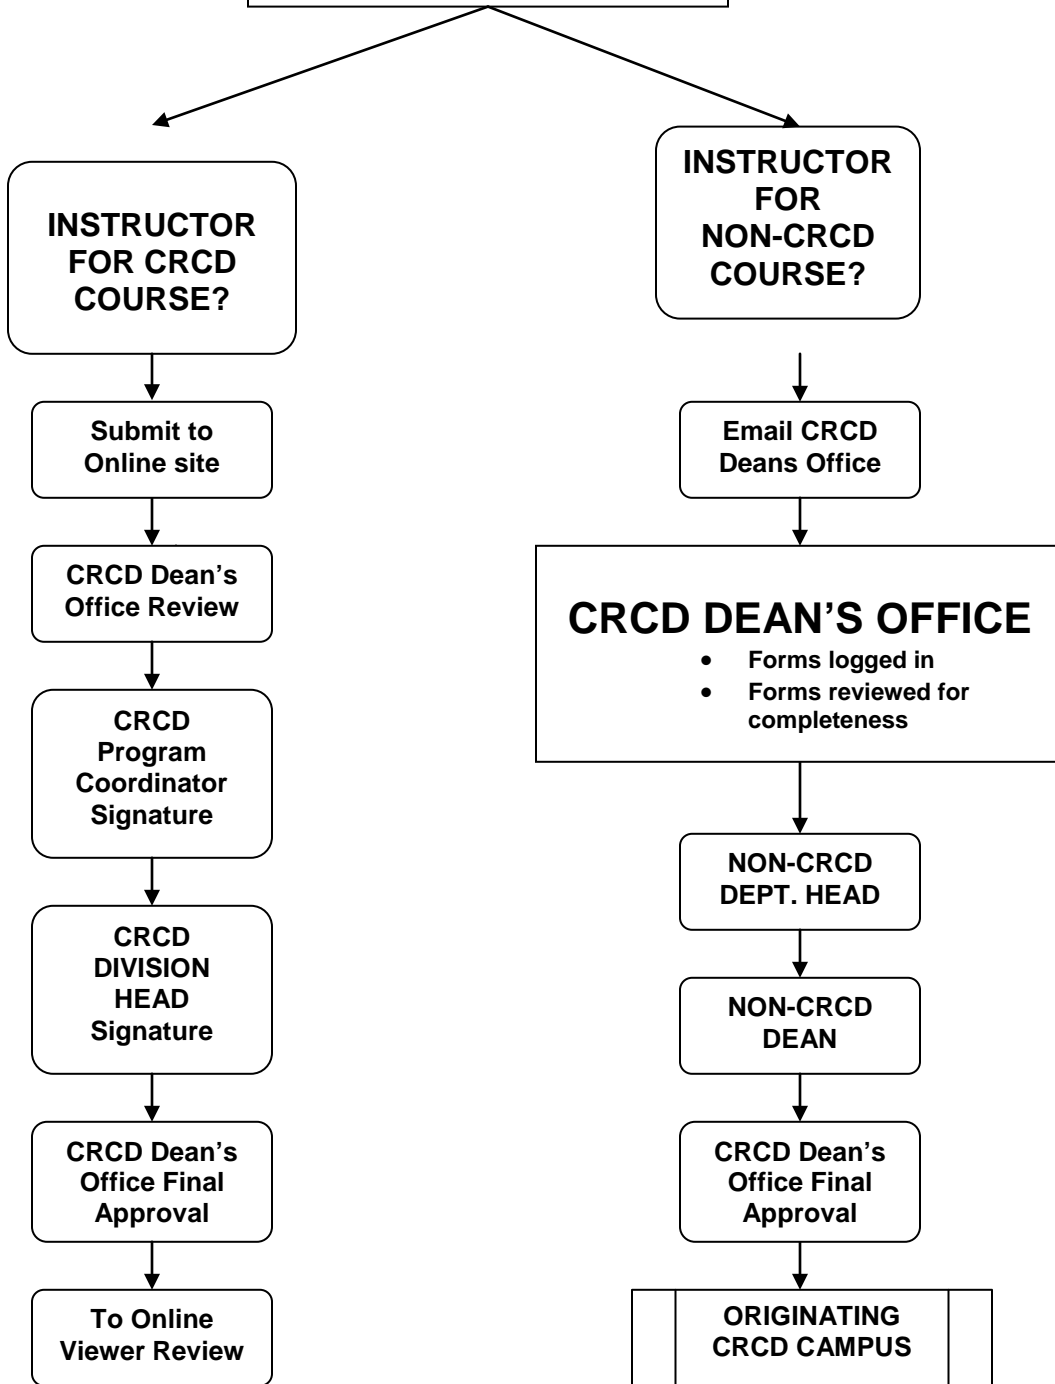 INSTRUCTOR
FOR CRCD
COURSE?
Submit to
Online site
CRCD Dean’s
Office Review
CRCD
Program
Coordinator
Signature
CRCD
DIVISION
HEAD
Signature
CRCD Dean’s
Office Final
Approval
To Online
Viewer Review
INSTRUCTOR
FOR
NON-CRCD
COURSE?
Email CRCD
Deans Office
CRCD DEAN’S OFFICE
• Forms logged in
• Forms reviewed for
completeness
NON-CRCD
DEPT. HEAD
NON-CRCD
DEAN
CRCD Dean’s
Office Final
Approval
ORIGINATING
CRCD CAMPUS